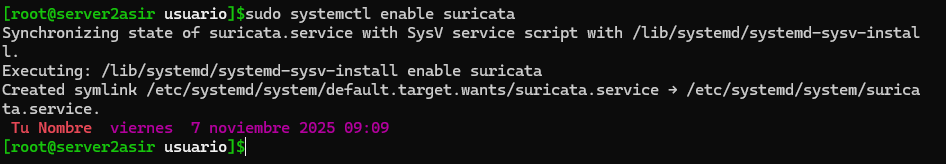 [root@server2asir usuario]$sudo systemctl enable suricata
Synchronizing state of suricata.service with SysV service script with /lib/systemd/systemd-sysv-instal
l.
Executing: /lib/systemd/systemd-sysv-install enable suricata
Created symlink /etc/systemd/system/default.target.wants/suricata.service → /etc/systemd/system/surica
ta.service.
Tu Nombre viernes 7 noviembre 2025 09:09
[root@server2asir usuario]$